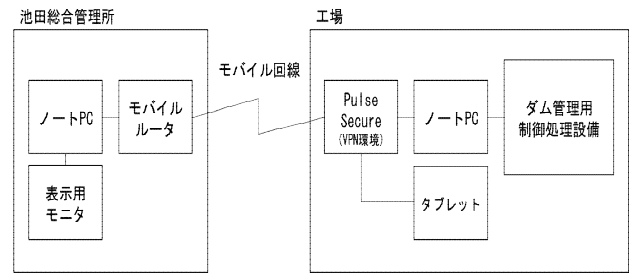 池田総合管理所
工場
モバイル回線
ノートPC
モバイル
ルータ
表示用
モニタ
Pulse
Secure
(VPN環境)
ノートPC
ダム管理用
制御処理設備
タブレット